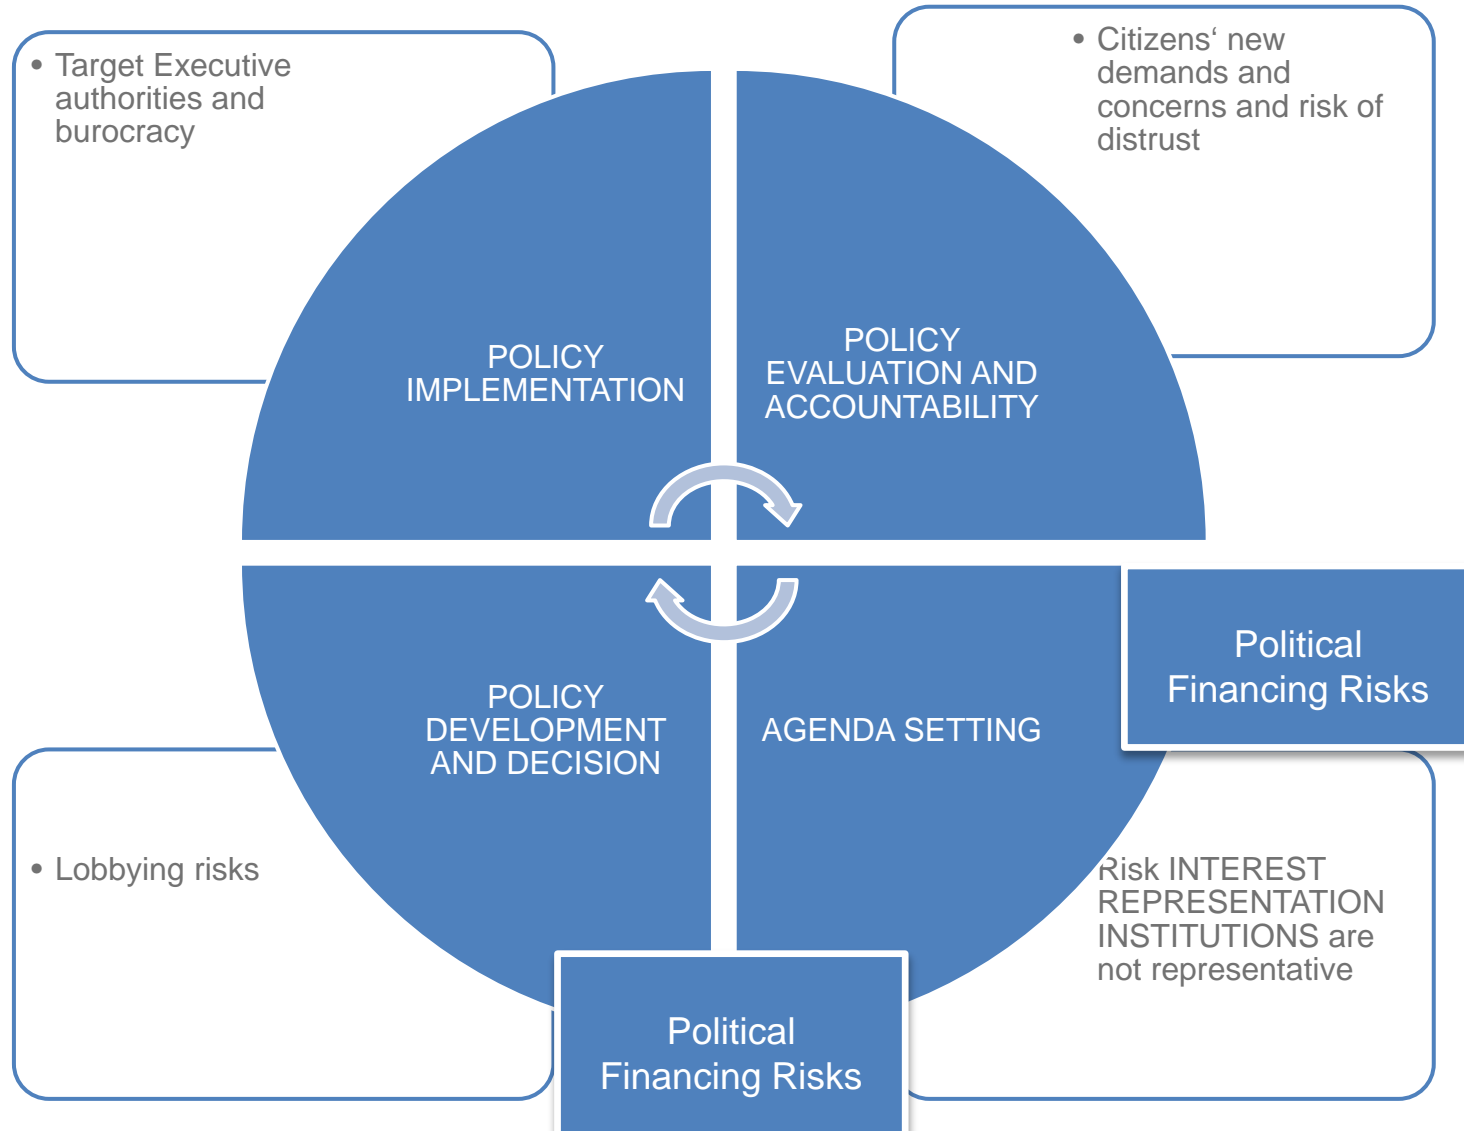 • Target Executive
authorities and
burocracy
• Citizens‘ new
demands and
concerns and risk of
distrust
POLICY
IMPLEMENTATION
POLICY
EVALUATION AND
ACCOUNTABILITY
POLICY
DEVELOPMENT
AND DECISION
AGENDA SETTING
Political
Financing Risks
• Lobbying risks
Risk INTEREST
REPRESENTATION
INSTITUTIONS are
not representative
Political
Financing Risks